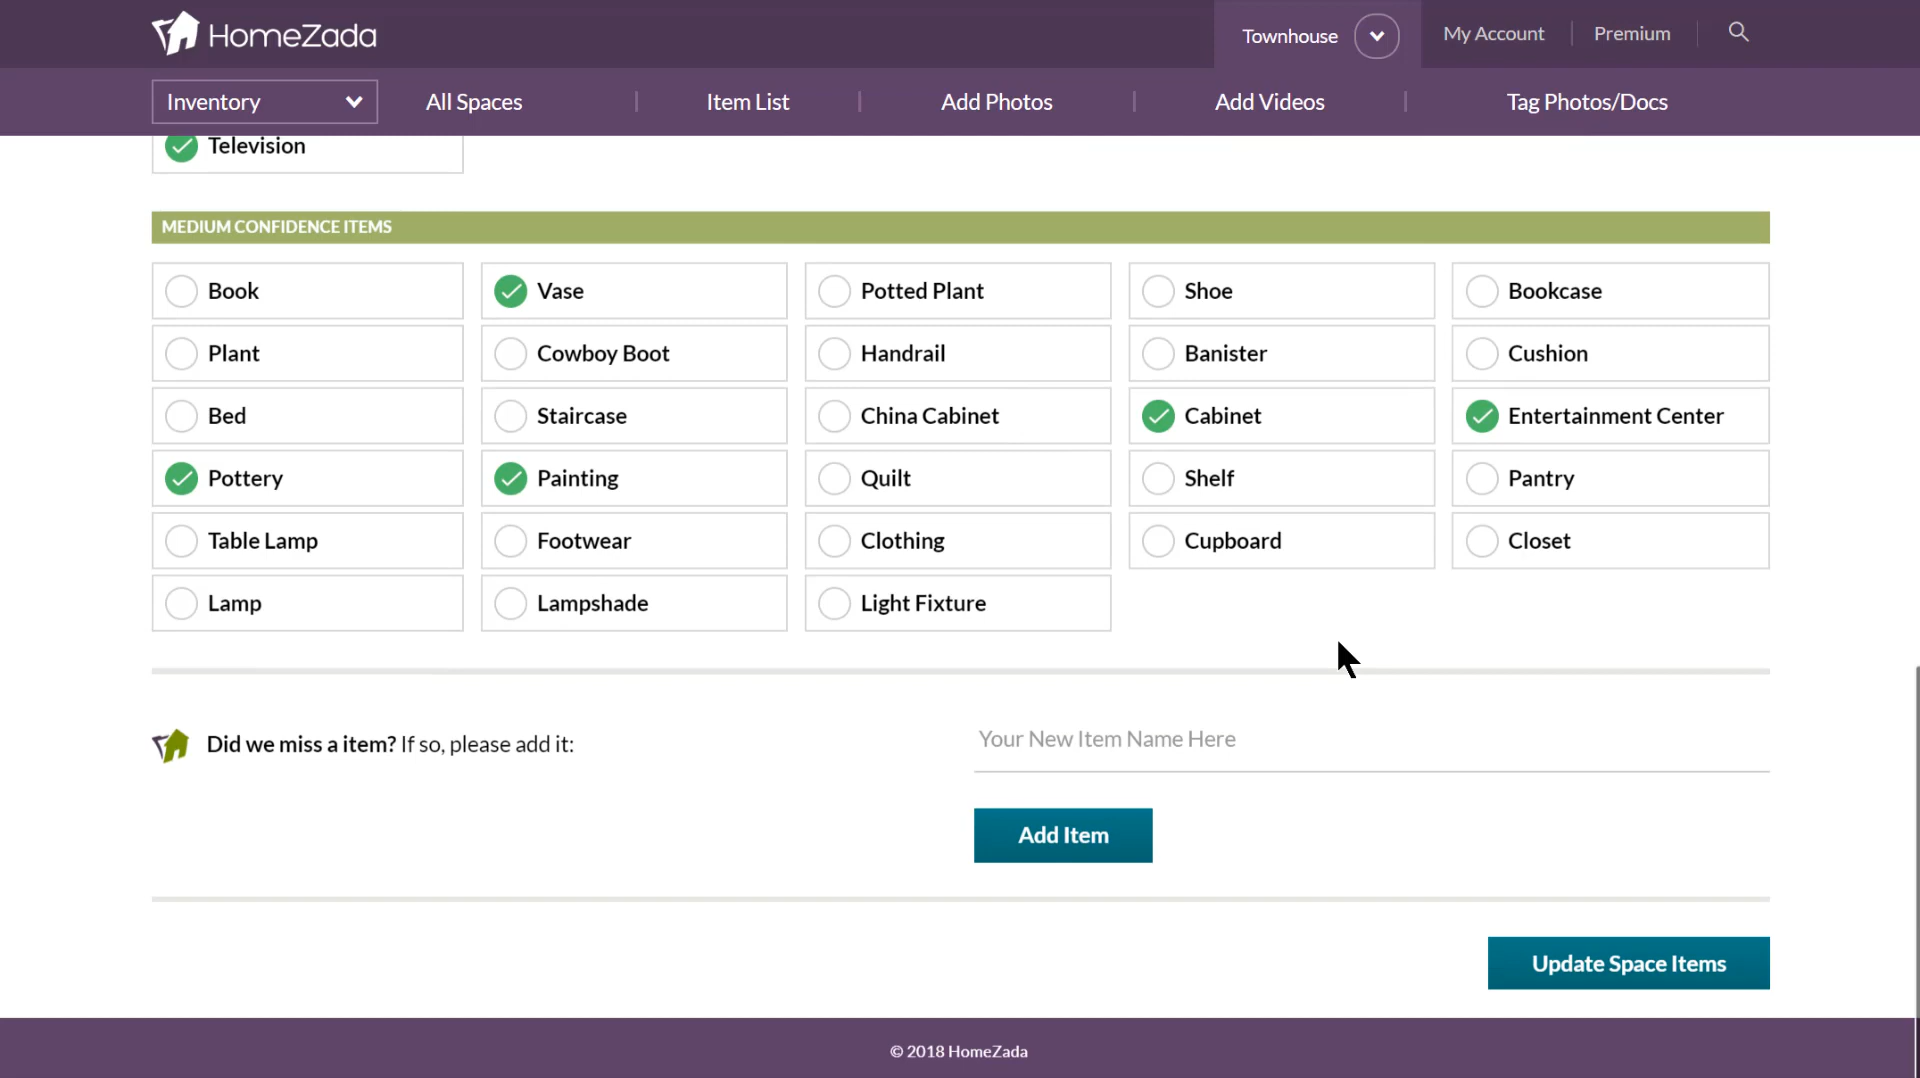 HomeZada
Townhouse
My Account
Premium
Inventory
All Spaces
Item List
Add Photos
Add Videos
Tag Photos/Docs
Television
MEDIUM CONFIDENCE ITEMS
Book
Vase
Potted Plant
Shoe
Bookcase
Plant
Cowboy Boot
Handrail
Banister
Cushion
Bed
Staircase
China Cabinet
Cabinet
Entertainment Center
Pottery
Painting
Quilt
Shelf
Pantry
Table Lamp
Footwear
Clothing
Cupboard
Closet
Lamp
Lampshade
Light Fixture
Did we miss a item? If so, please add it:
Your New Item Name Here
Add Item
Update Space Items
© 2018 HomeZada